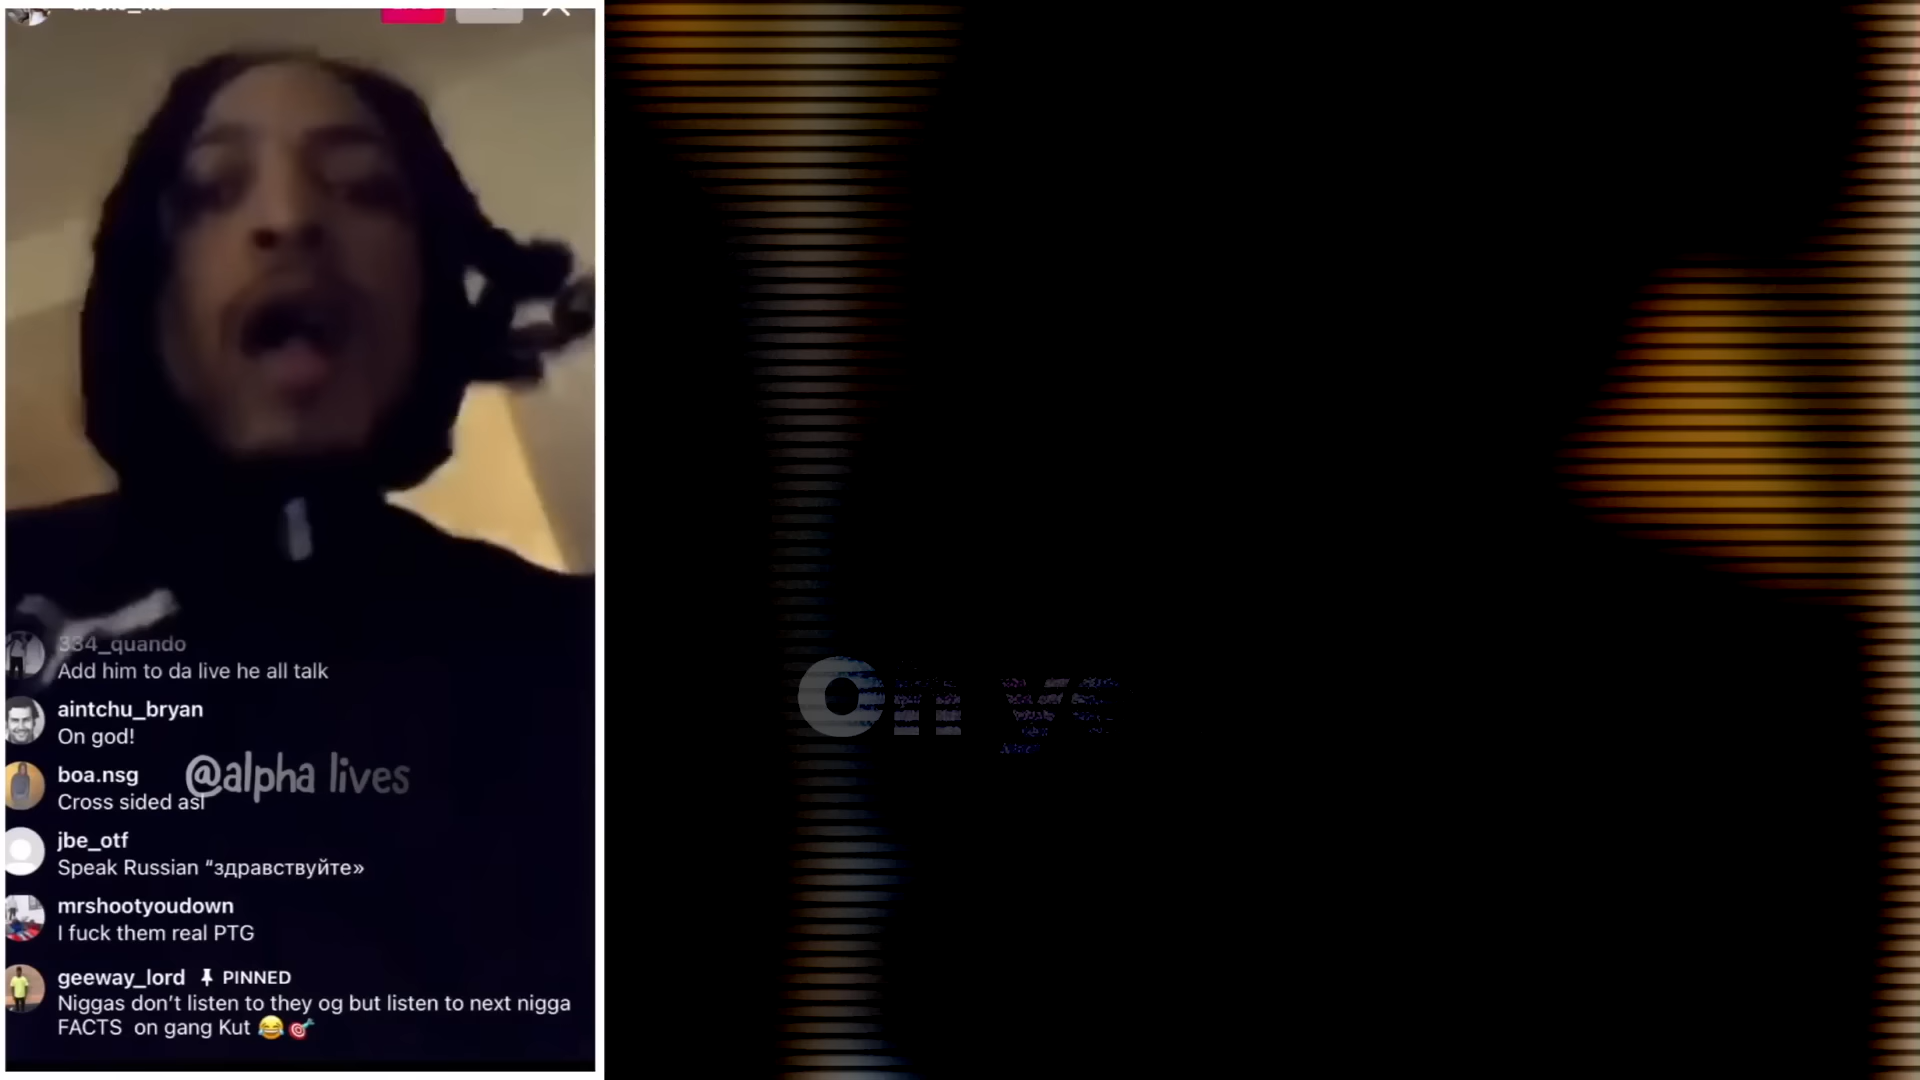 334_quando
Add him to da live he all talk
aintchu_bryan
On god!
@alpha lives
boa.nsg
Cross sided asl
jbe_otf
Speak Russian “здравствуйте»
mrshootyoudown
I fuck them real PTG
geeway_lord PINNED
Niggas don’t listen to they og but listen to next nigga
FACTS on gang Kut 😂🎯